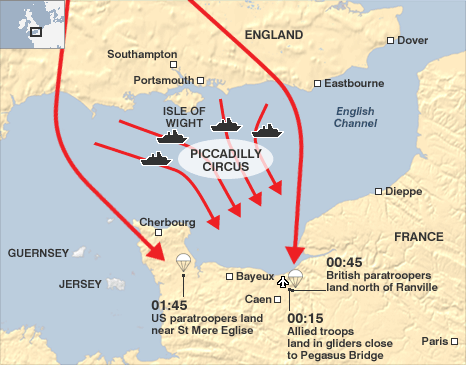 ENGLAND
Dover
Southampton
Portsmouth
Eastbourne
ISLE OF
WIGHT
English
Channel
PICCADILLY
CIRCUS
Dieppe
Cherbourg
FRANCE
GUERNSEY
JERSEY
Bayeux
Caen
00:45
British paratroopers
land north of Ranville
01:45
US paratroopers land
near St Mere Eglise
00:15
Allied troops
land in gliders close
to Pegasus Bridge
Paris